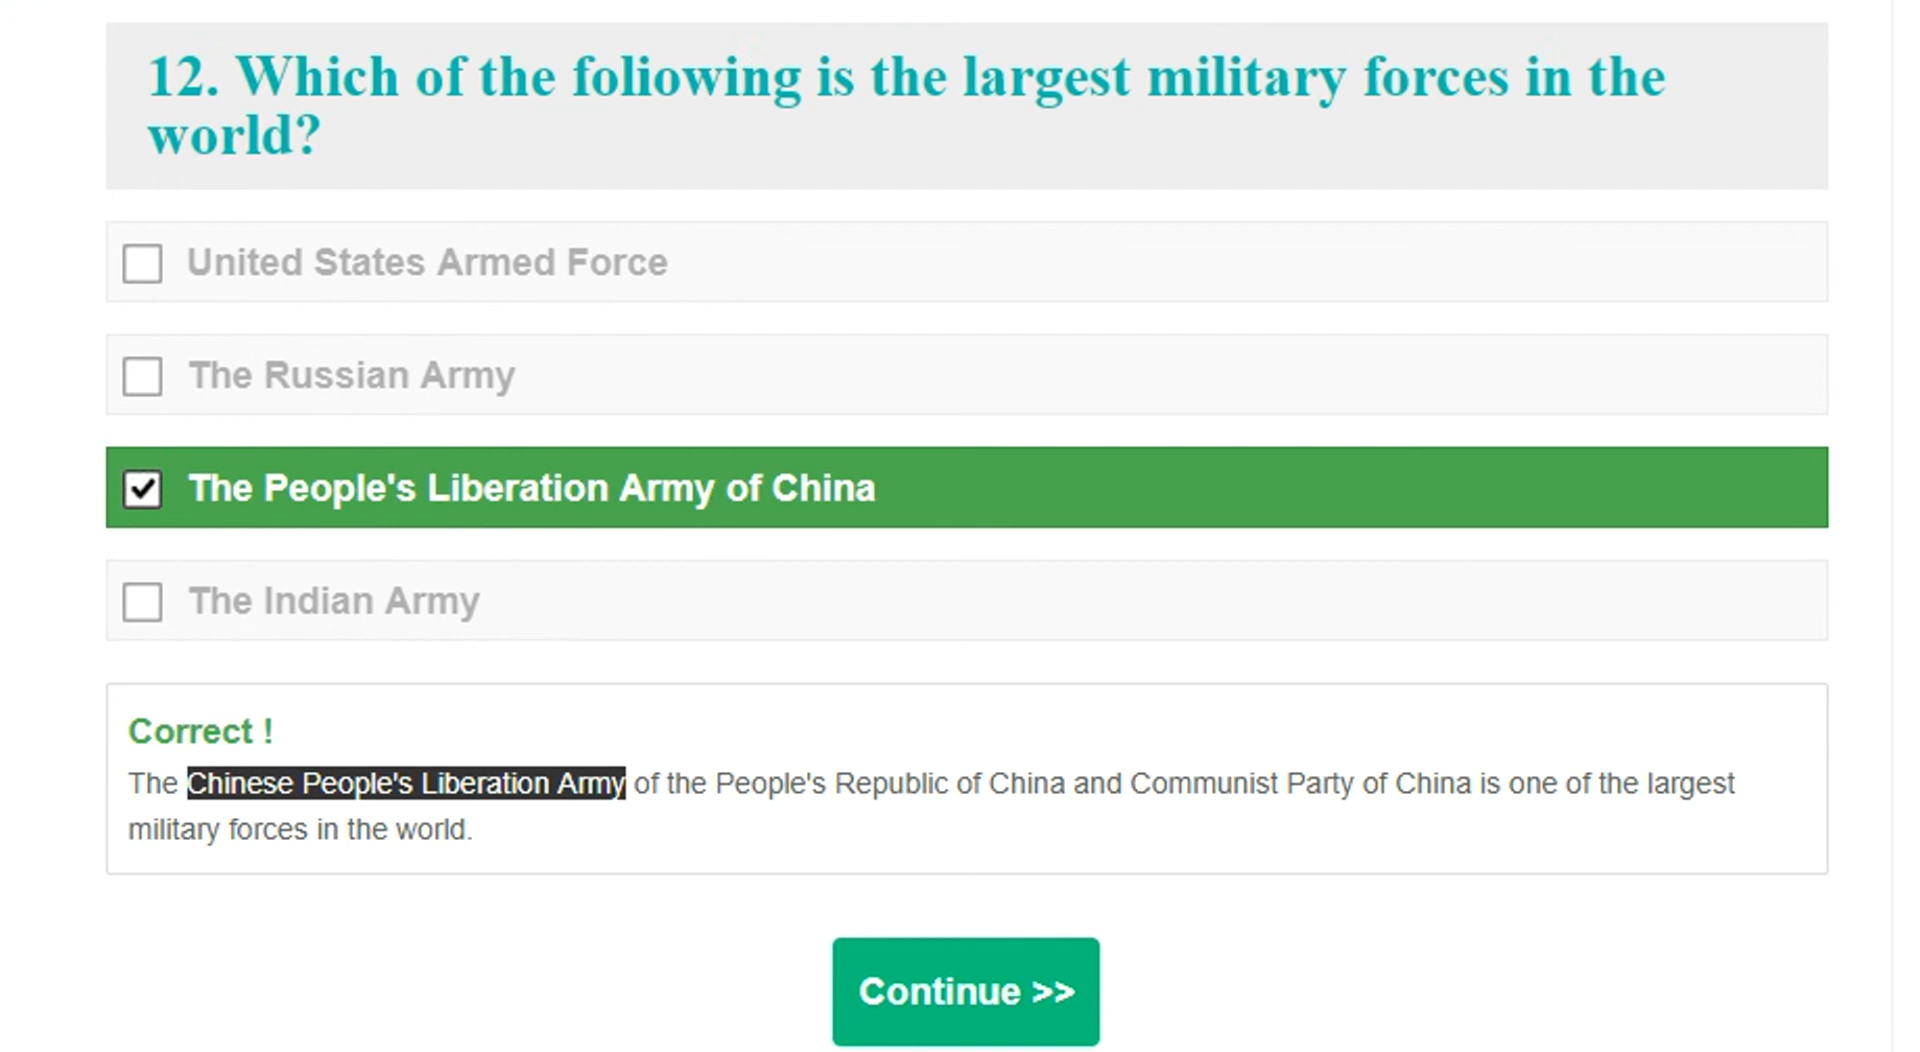 12. Which of the foliowing is the largest military forces in the
world?
United States Armed Force
The Russian Army
The People's Liberation Army of China
The Indian Army
Correct !
The Chinese People's Liberation Army of the People's Republic of China and Communist Party of China is one of the largest
military forces in the world.
Continue >>